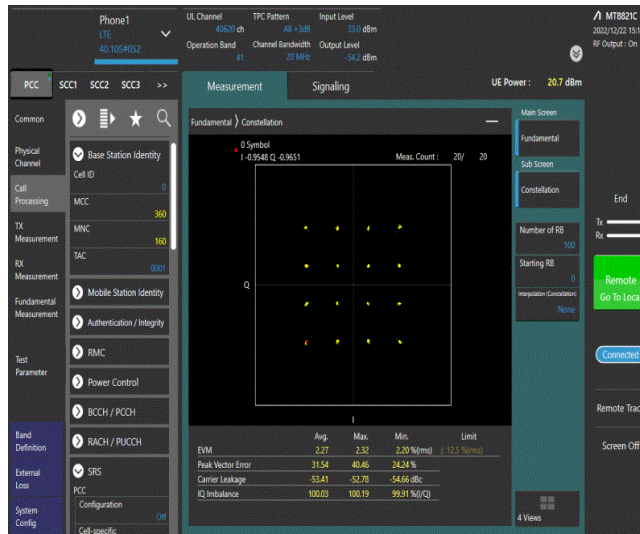 Phone1
LTE
40.10S#052
UL Channel TPC Pattern Input Level
40620 ch All +3dB 33.0 dBm
Operation Band Channel Bandwidth Output Level
41 20 MHz -54.2 dBm
MT8821C
2022/12/22 15:1
RF Output : On
PCC SCC1 SCC2 SCC3 >>
Measurement Signaling UE Power : 20.7 dBm
Common
Physical
Channel
Call
Processing
TX
Measurement
RX
Measurement
Fundamental
Measurement
Test
Parameter
Band
Definition
External
Loss
System
Config
Base Station Identity
Cell ID
0
MCC
360
MNC
160
TAC
0001
Mobile Station Identity
Authentication / Integrity
RMC
Power Control
BCCH / PCCH
RACH / PUCCH
SRS
PCC
Configuration
Off
Cell-specific
Fundamental Constellation
0 Symbol
I -0.9548 Q -0.9651 Meas. Count : 20/ 20
Q
I
Avg. Max. Min. Limit
EVM 2.27 2.32 2.20 %(rms) ≤ 12.5 %(rms)
Peak Vector Error 31.54 40.46 24.24 %
Carrier Leakage -53.41 -52.78 -54.66 dBc
IQ Imbalance 100.03 100.19 99.91 %(I/Q)
Main Screen
Fundamental
Sub Screen
Constellation
Number of RB
100
Starting RB
0
Interpolation (Constellation)
None
4 Views
End
Tx
Rx
Remote
Go To Loca
Connected
Remote Trac
Screen Off